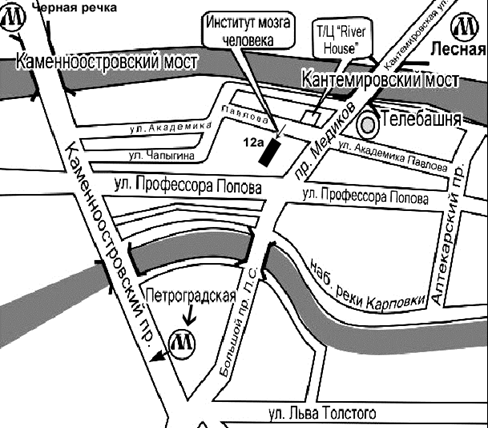 Черная речка
М
Институт мозга
человека
Т/Ц "River
House"
Кантемировская ул.
М
Лесная
Каменноостровский мост
Кантемировский мост
Телебашня
ул. Академика
Павлова
12а
пр. Медиков
ул. Академика Павлова
ул. Чапыгина
ул. Профессора Попова
ул. Профессора Попова
Аптекарский пр.
Каменноостровский пр.
наб. реки Карповки
Петроградская
М
Большой пр. П.С.
ул. Льва Толстого